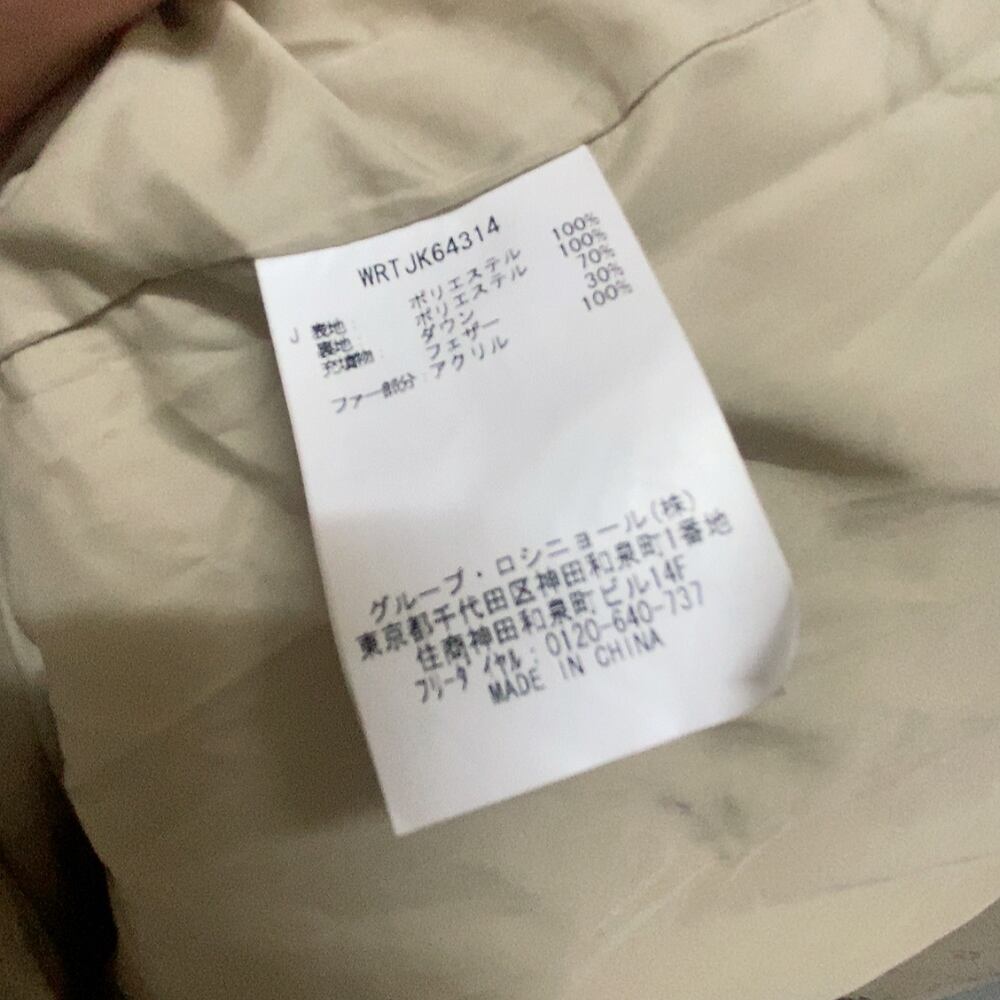 WRTJK64314
J 表地: ポリエステル 100%
裏地: ポリエステル 100%
充填物: ダウン 70%
フェザー 30%
ファー部分: アクリル 100%
グループ・ロシニョール(株)
東京都千代田区神田和泉町1番地
住商神田和泉町ビル14F
フリーダイヤル: 0120-640-737
MADE IN CHINA